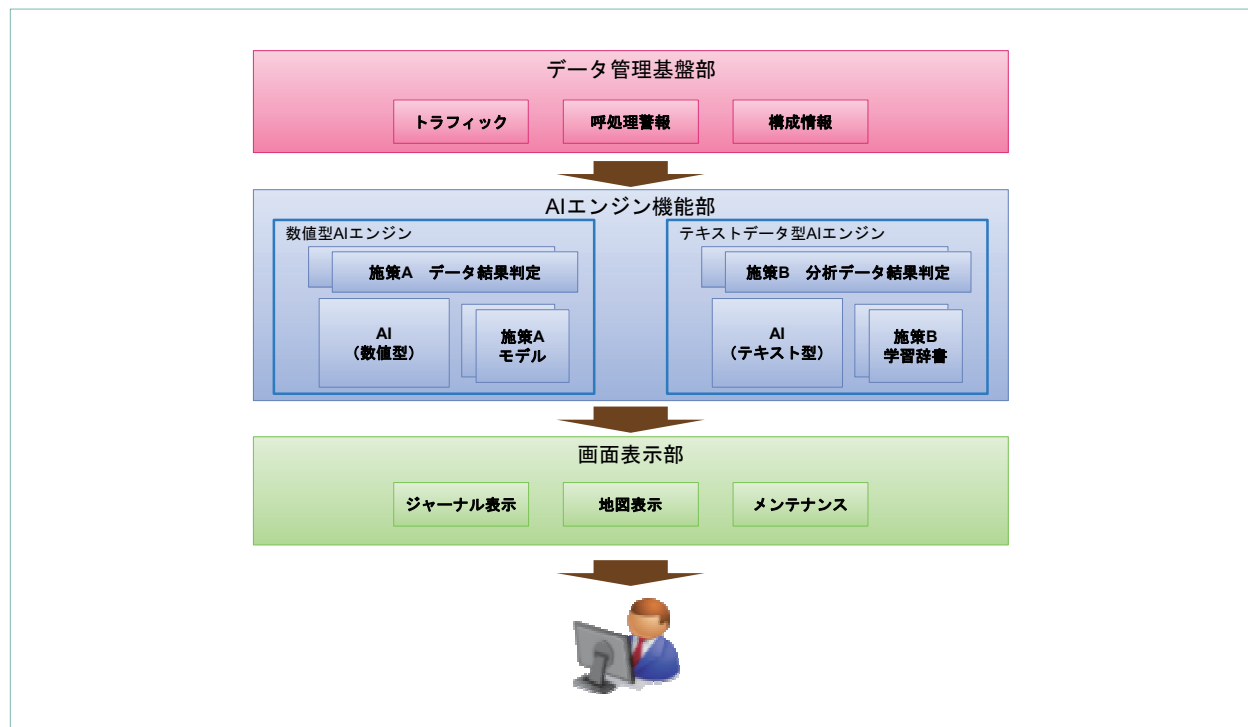 データ管理基盤部
トラフィック
呼処理警報
構成情報
AIエンジン機能部
数値型AIエンジン
施策A　データ結果判定
AI
(数値型)
施策A
モデル
テキストデータ型AIエンジン
施策B　分析データ結果判定
AI
(テキスト型)
施策B
学習辞書
画面表示部
ジャーナル表示
地図表示
メンテナンス